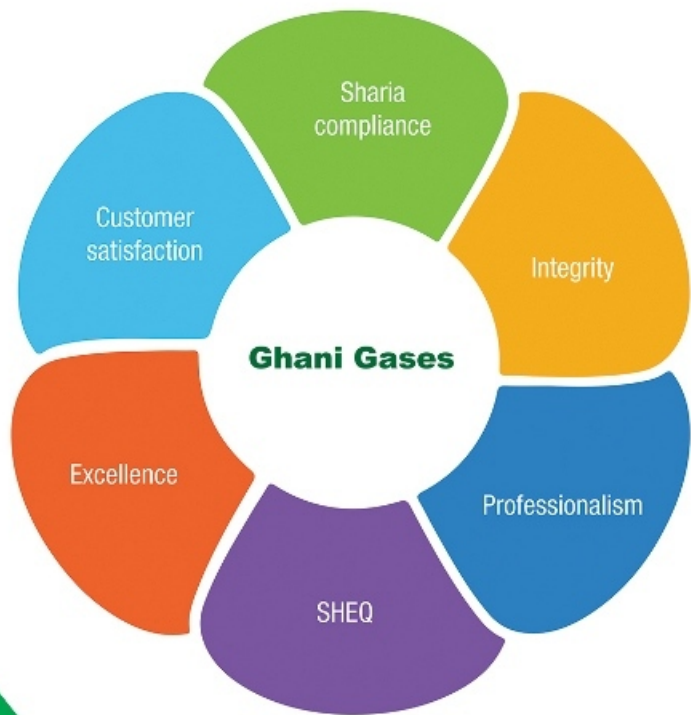 Sharia
compliance
Integrity
Professionalism
SHEQ
Excellence
Customer
satisfaction
Ghani Gases